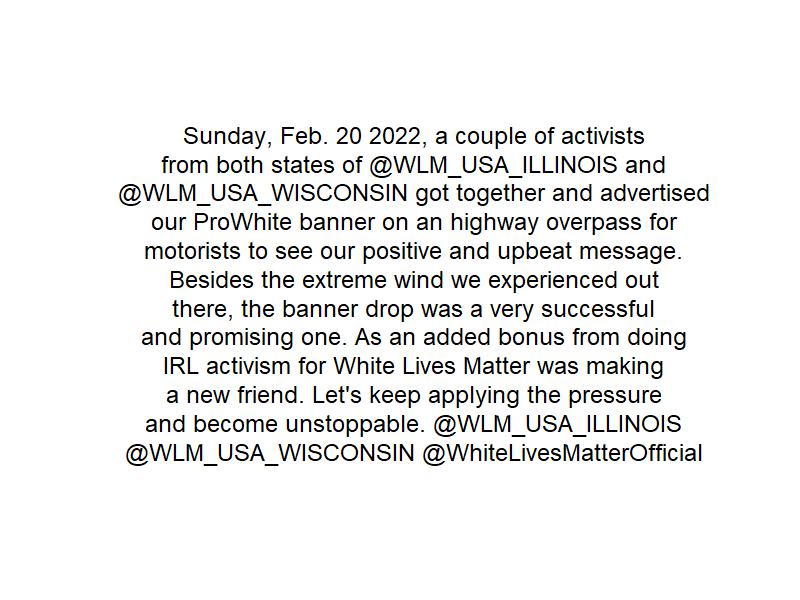 Sunday, Feb. 20 2022, a couple of activists
from both states of @WLM_USA_ILLINOIS and
@WLM_USA_WISCONSIN got together and advertised
our ProWhite banner on an highway overpass for
motorists to see our positive and upbeat message.
Besides the extreme wind we experienced out
there, the banner drop was a very successful
and promising one. As an added bonus from doing
IRL activism for White Lives Matter was making
a new friend. Let's keep applying the pressure
and become unstoppable. @WLM_USA_ILLINOIS
@WLM_USA_WISCONSIN @WhiteLivesMatterOfficial